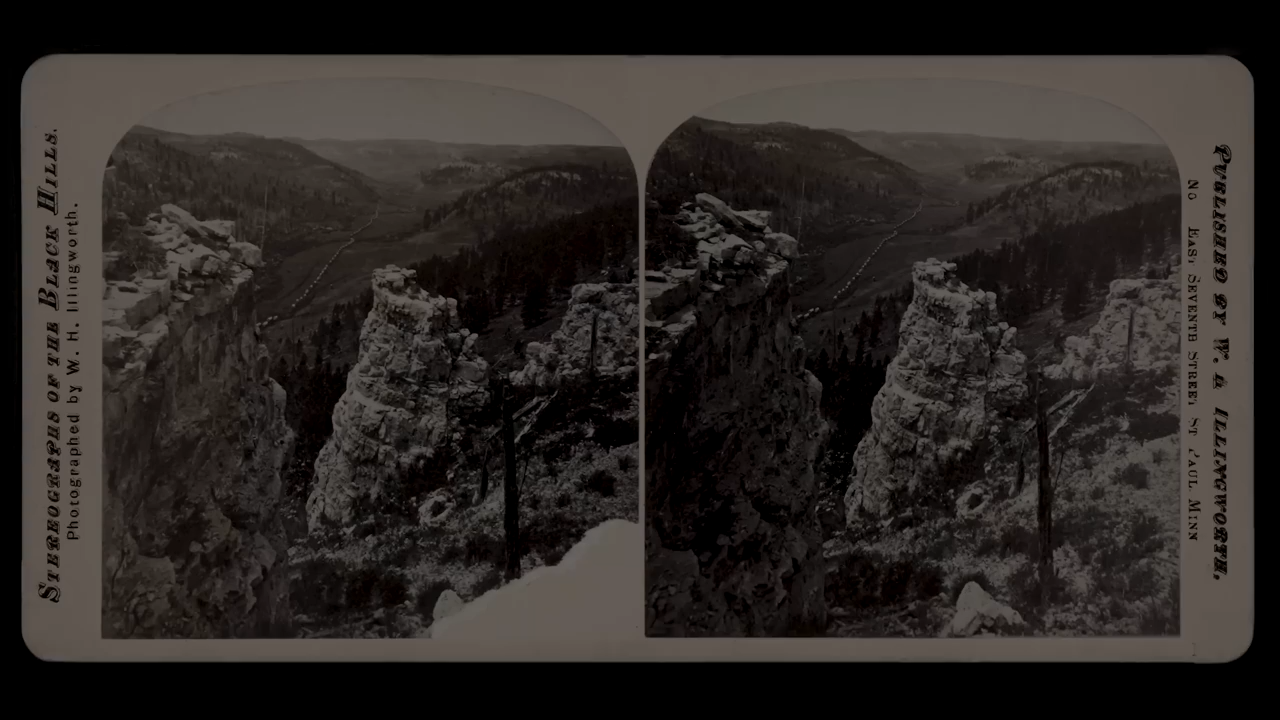 STEREOGRAPHS OF THE BLACK HILLS.
Photographed by W. H. Illingworth.
PUBLISHED BY W. H. ILLINGWORTH,
No EAST SEVENTH STREET ST PAUL MINN